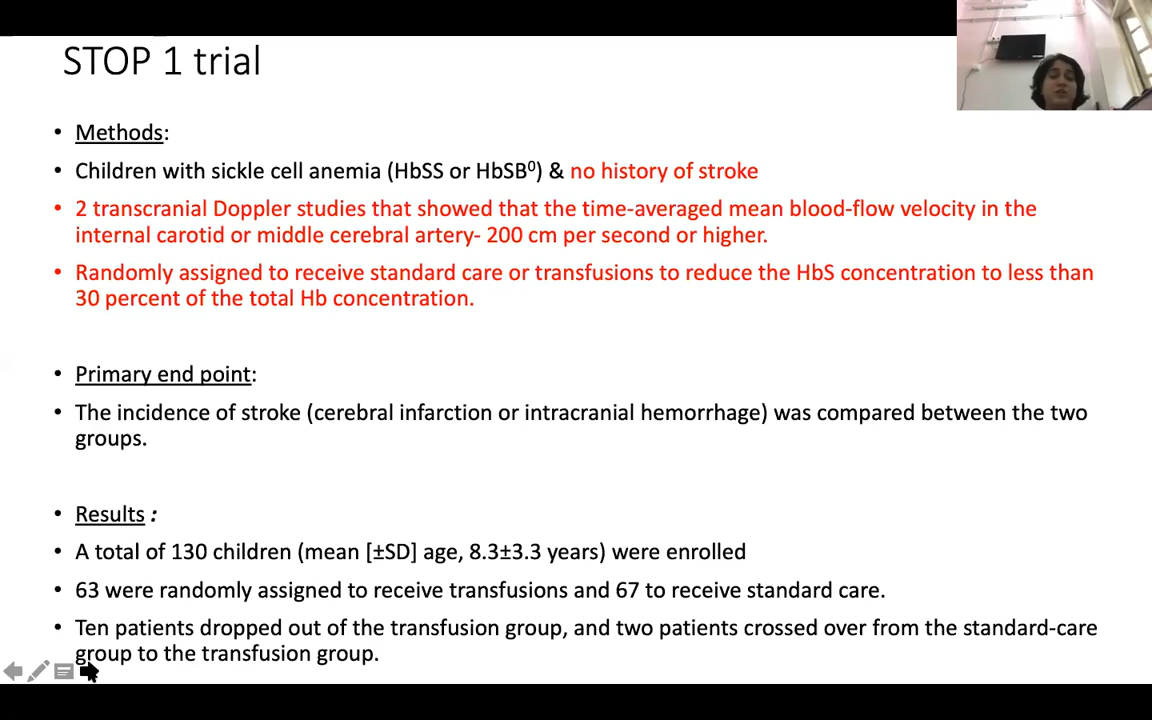 STOP 1 trial
• Methods:
• Children with sickle cell anemia (HbSS or HbSB⁰) & no history of stroke
• 2 transcranial Doppler studies that showed that the time-averaged mean blood-flow velocity in the
internal carotid or middle cerebral artery- 200 cm per second or higher.
• Randomly assigned to receive standard care or transfusions to reduce the HbS concentration to less than
30 percent of the total Hb concentration.
• Primary end point:
• The incidence of stroke (cerebral infarction or intracranial hemorrhage) was compared between the two
groups.
• Results :
• A total of 130 children (mean [±SD] age, 8.3±3.3 years) were enrolled
• 63 were randomly assigned to receive transfusions and 67 to receive standard care.
• Ten patients dropped out of the transfusion group, and two patients crossed over from the standard-care
group to the transfusion group.